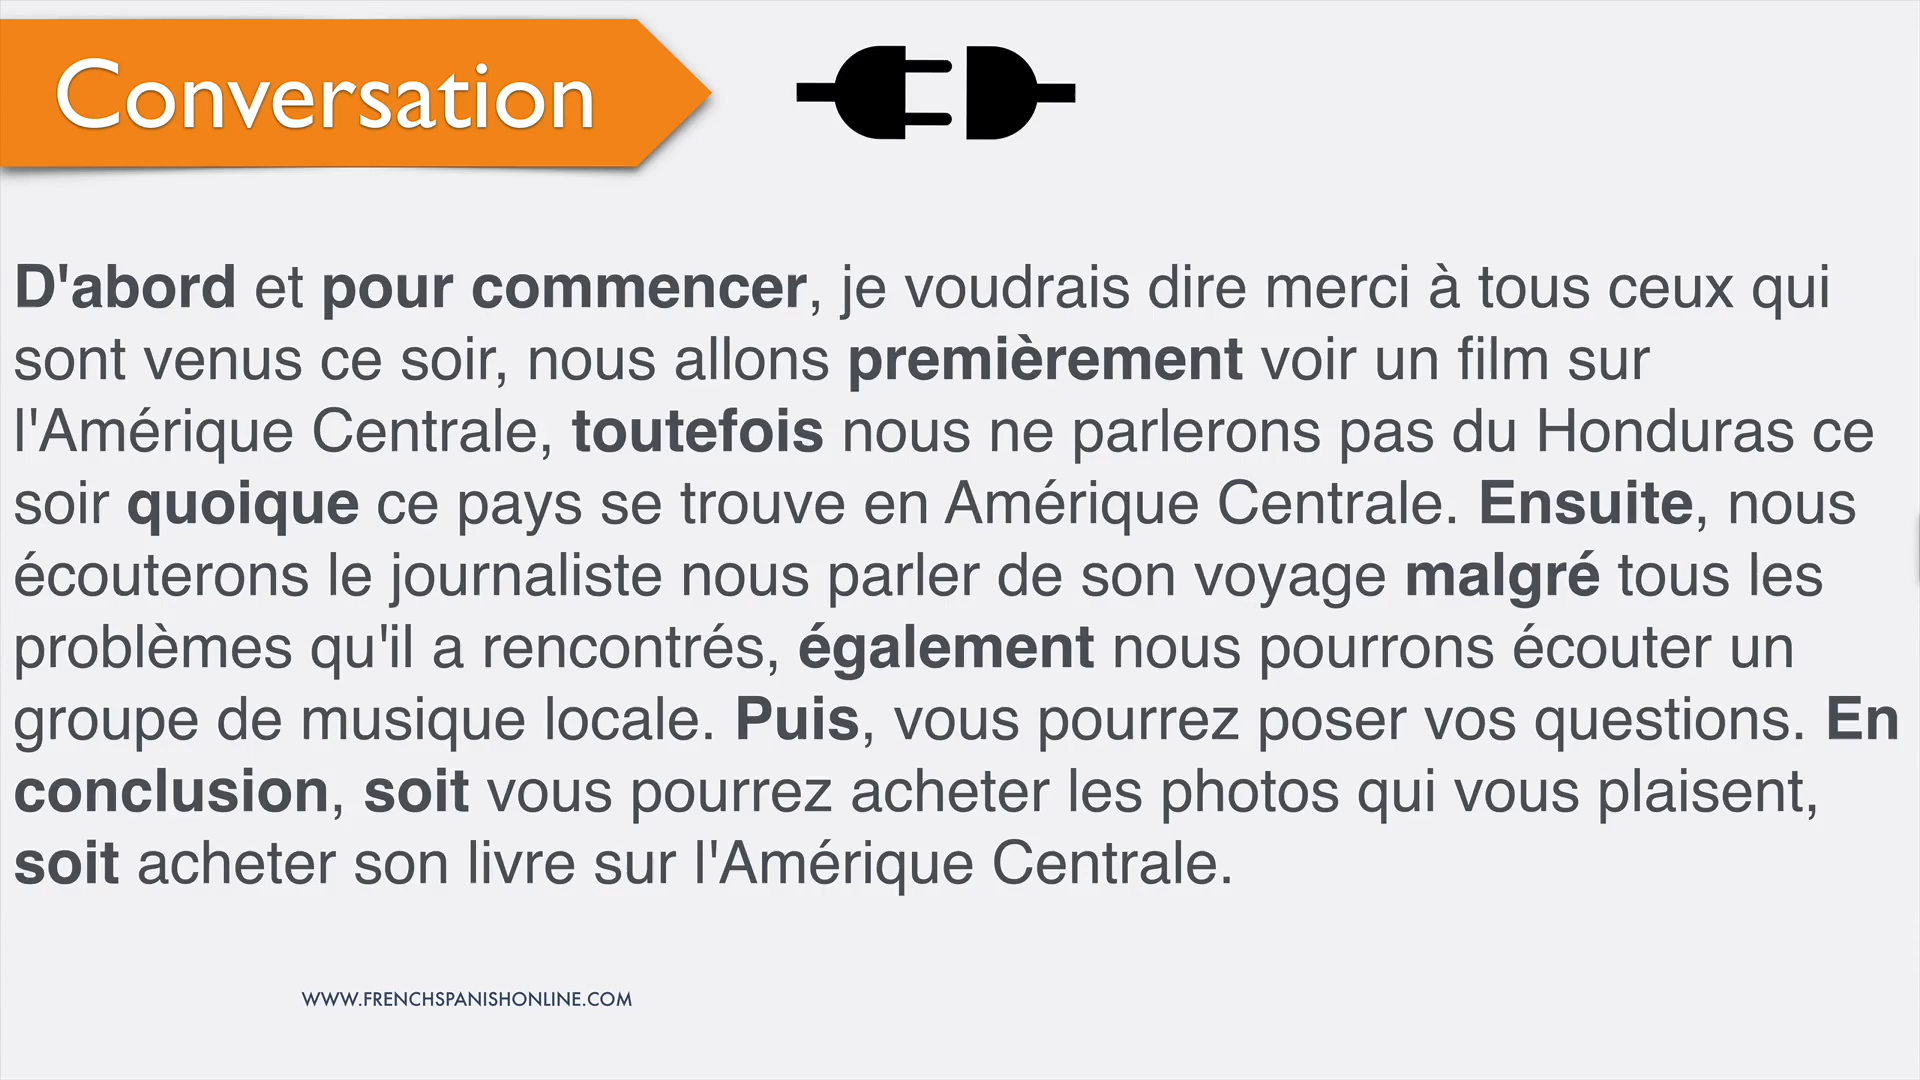 Conversation
D'abord et pour commencer, je voudrais dire merci à tous ceux qui
sont venus ce soir, nous allons premièrement voir un film sur
l'Amérique Centrale, toutefois nous ne parlerons pas du Honduras ce
soir quoique ce pays se trouve en Amérique Centrale. Ensuite, nous
écouterons le journaliste nous parler de son voyage malgré tous les
problèmes qu'il a rencontrés, également nous pourrons écouter un
groupe de musique locale. Puis, vous pourrez poser vos questions. En
conclusion, soit vous pourrez acheter les photos qui vous plaisent,
soit acheter son livre sur l'Amérique Centrale.
WWW.FRENCHSPANISHONLINE.COM